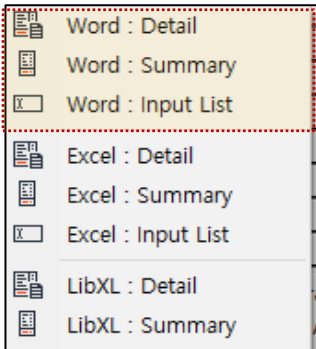 Word : Detail
Word : Summary
Word : Input List
Excel : Detail
Excel : Summary
Excel : Input List
LibXL : Detail
LibXL : Summary